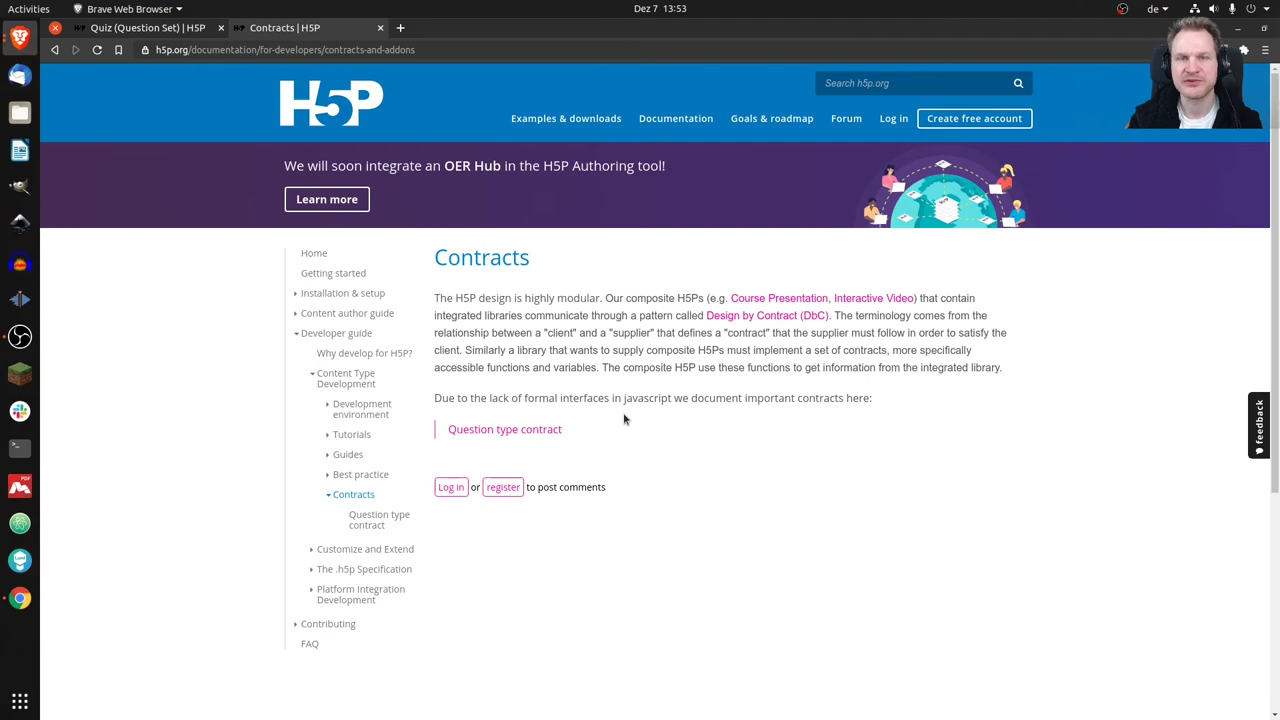 Activities
Dez 7  13:53
Quiz (Question Set) | H5P
Contracts | H5P
h5p.org/documentation/for-developers/contracts-and-addons
H5P
Search h5p.org
Examples & downloads
Documentation
Goals & roadmap
Forum
Log in
Create free account
We will soon integrate an OER Hub in the H5P Authoring tool!
Learn more
Home
Getting started
Installation & setup
Content author guide
Developer guide
Why develop for H5P?
Content Type
Development
Development
environment
Tutorials
Guides
Best practice
Contracts
Question type
contract
Customize and Extend
The .h5p Specification
Platform Integration
Development
Contributing
FAQ
Contracts
The H5P design is highly modular. Our composite H5Ps (e.g. Course Presentation, Interactive Video) that contain
integrated libraries communicate through a pattern called Design by Contract (DbC). The terminology comes from the
relationship between a "client" and a "supplier" that defines a "contract" that the supplier must follow in order to satisfy the
client. Similarly a library that wants to supply composite H5Ps must implement a set of contracts, more specifically
accessible functions and variables. The composite H5P use these functions to get information from the integrated library.
Due to the lack of formal interfaces in javascript we document important contracts here:
Question type contract
Log in or register to post comments
feedback